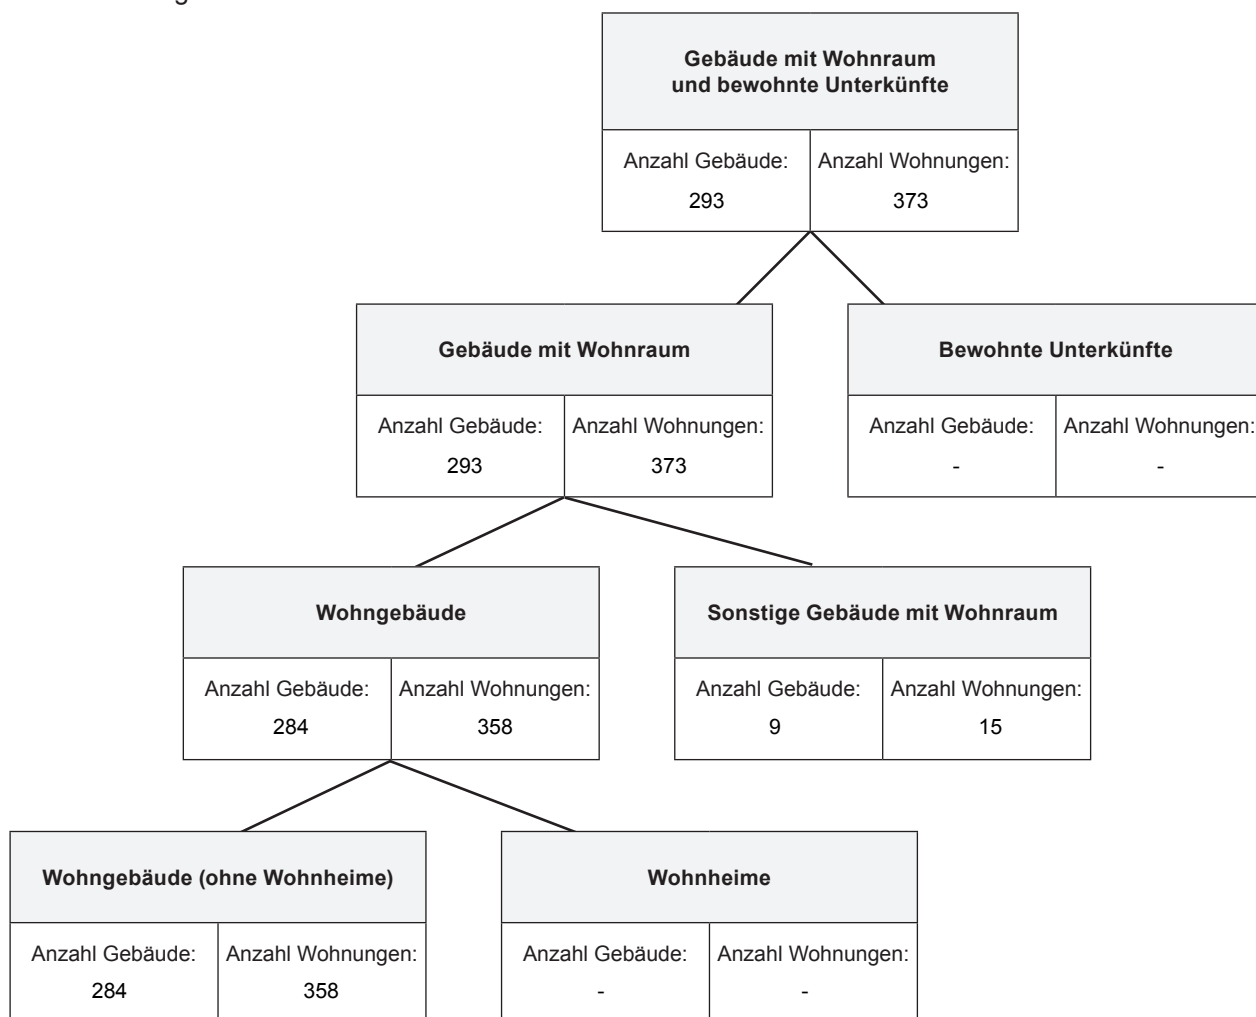 Gebäude mit Wohnraum
und bewohnte Unterkünfte
Anzahl Gebäude: Anzahl Wohnungen:
293 373
Gebäude mit Wohnraum
Anzahl Gebäude: Anzahl Wohnungen:
293 373
Bewohnte Unterkünfte
Anzahl Gebäude: Anzahl Wohnungen:
- -
Wohngebäude
Anzahl Gebäude: Anzahl Wohnungen:
284 358
Sonstige Gebäude mit Wohnraum
Anzahl Gebäude: Anzahl Wohnungen:
9 15
Wohngebäude (ohne Wohnheime)
Anzahl Gebäude: Anzahl Wohnungen:
284 358
Wohnheime
Anzahl Gebäude: Anzahl Wohnungen:
- -